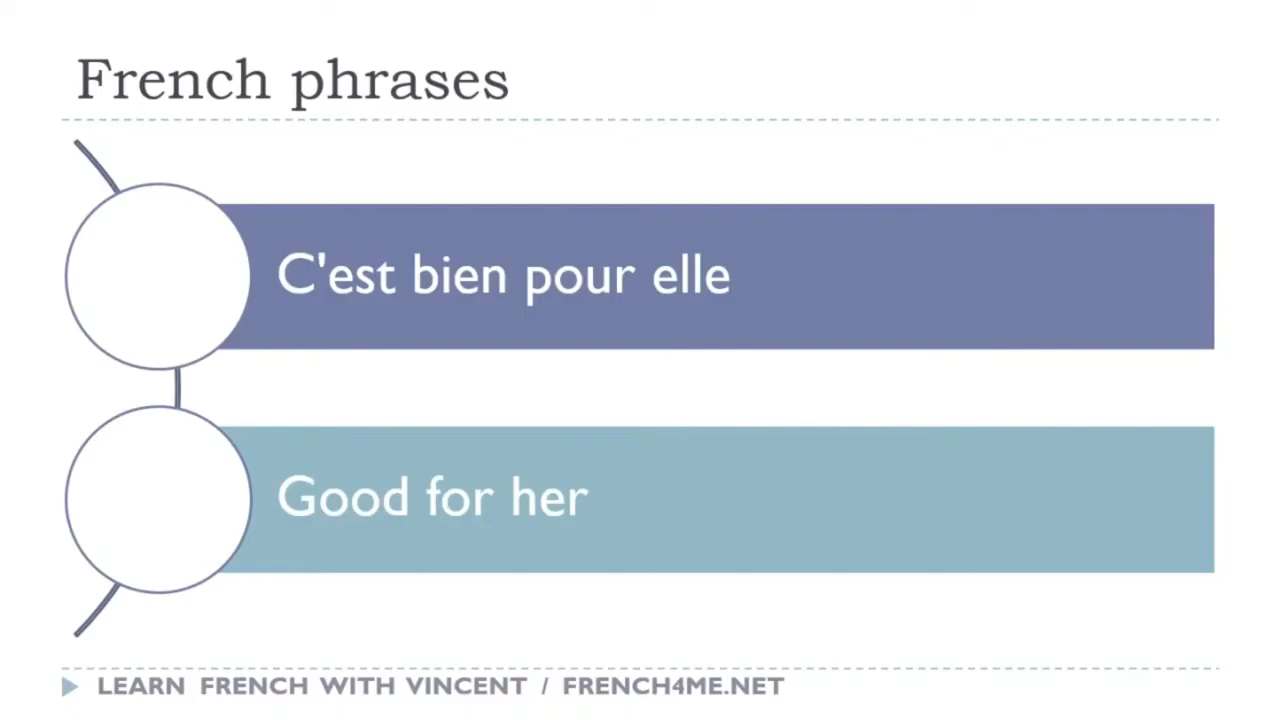 French phrases
C'est bien pour elle
Good for her
LEARN FRENCH WITH VINCENT / FRENCH4ME.NET